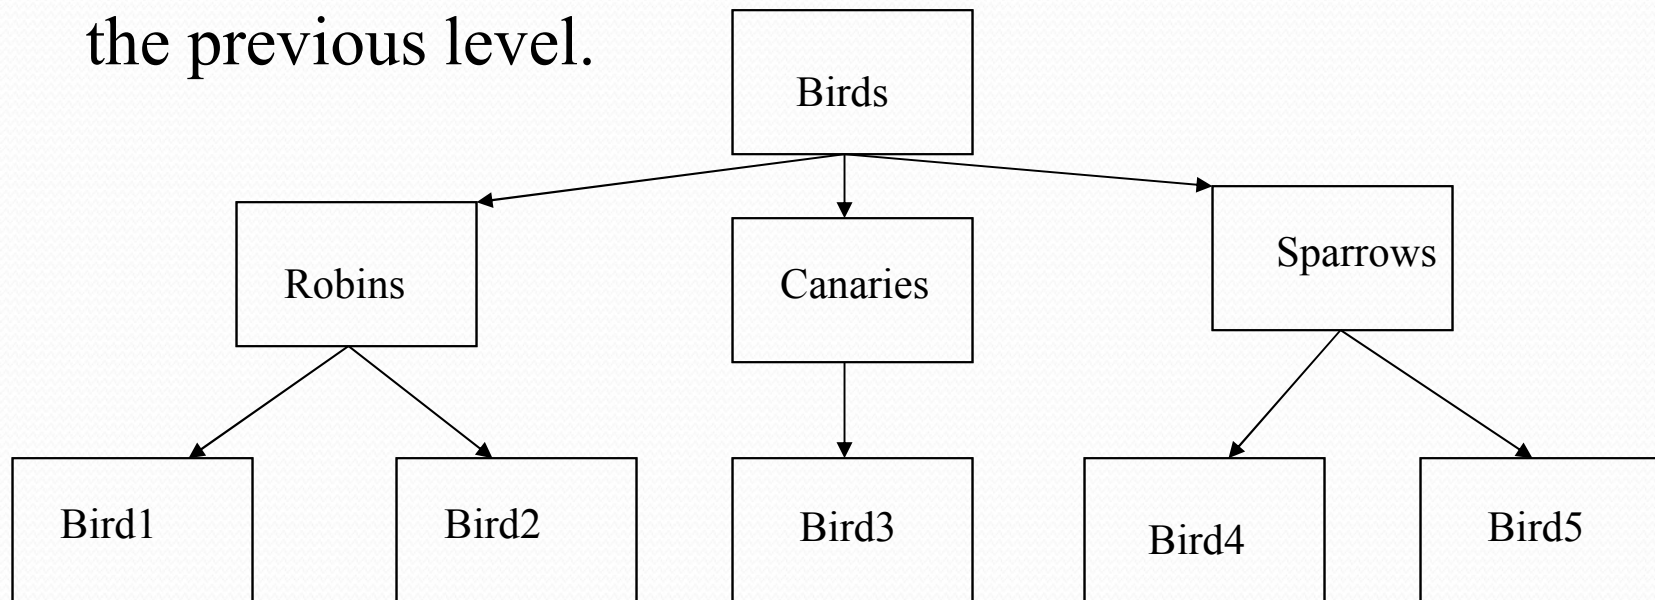 the previous level.
Birds
Robins
Canaries
Sparrows
Bird1
Bird2
Bird3
Bird4
Bird5